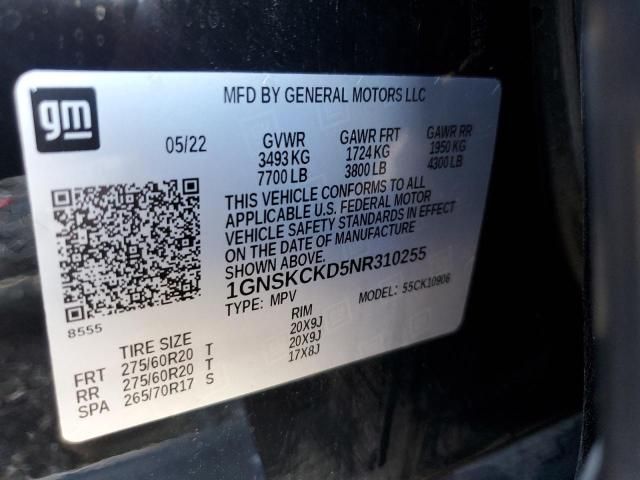 gm
MFD BY GENERAL MOTORS LLC
05/22 GVWR GAWR FRT GAWR RR
3493 KG 1724 KG 1950 KG
7700 LB 3800 LB 4300 LB
THIS VEHICLE CONFORMS TO ALL
APPLICABLE U.S. FEDERAL MOTOR
VEHICLE SAFETY STANDARDS IN EFFECT
ON THE DATE OF MANUFACTURE
SHOWN ABOVE.
1GNSKCKD5NR310255
TYPE: MPV MODEL: 55CK10906
8555
TIRE SIZE RIM
FRT 275/60R20 T 20X9J
RR 275/60R20 T 20X9J
SPA 265/70R17 S 17X8J